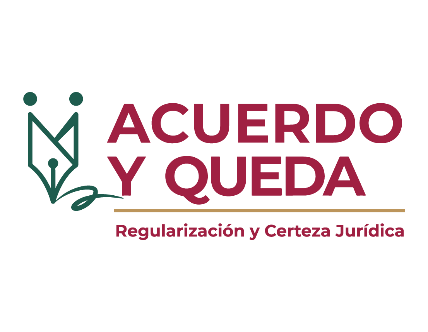 ACUERDO
Y QUEDA
Regularización y Certeza Jurídica